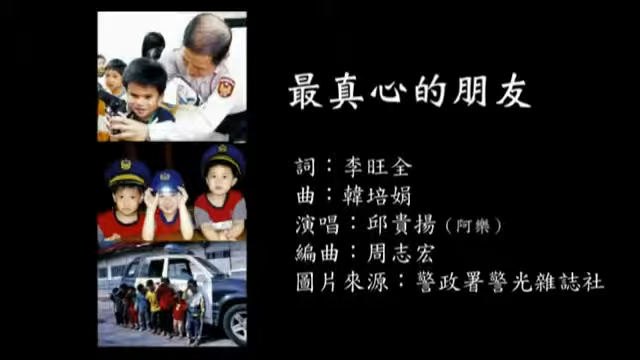 最真心的朋友
詞：李旺全
曲：韓培娟
演唱：邱貴揚（阿樂）
編曲：周志宏
圖片來源：警政署警光雜誌社